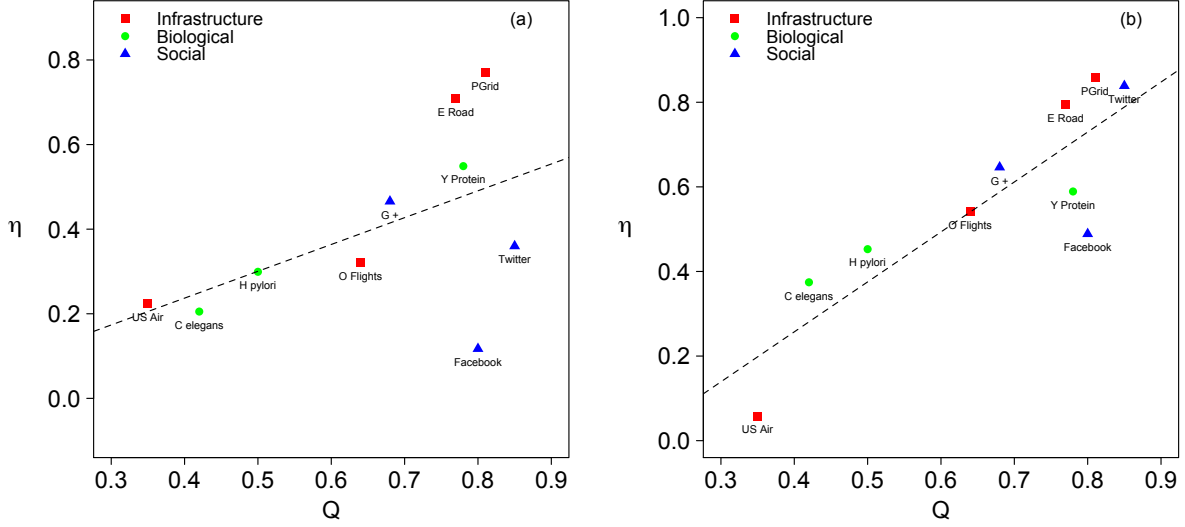 (a)
Infrastructure
Biological
Social
0.8
PGrid
E Road
0.6
Y Protein
η
0.4
G +
Twitter
O Flights
H pylori
0.2
US Air
C elegans
Facebook
0.0
0.3 0.4 0.5 0.6 0.7 0.8 0.9
Q
1.0
(b)
Infrastructure
Biological
Social
0.8
PGrid
Twitter
E Road
0.6
G +
Y Protein
η
O Flights
Facebook
0.4
H pylori
C elegans
0.2
US Air
0.0
0.3 0.4 0.5 0.6 0.7 0.8 0.9
Q